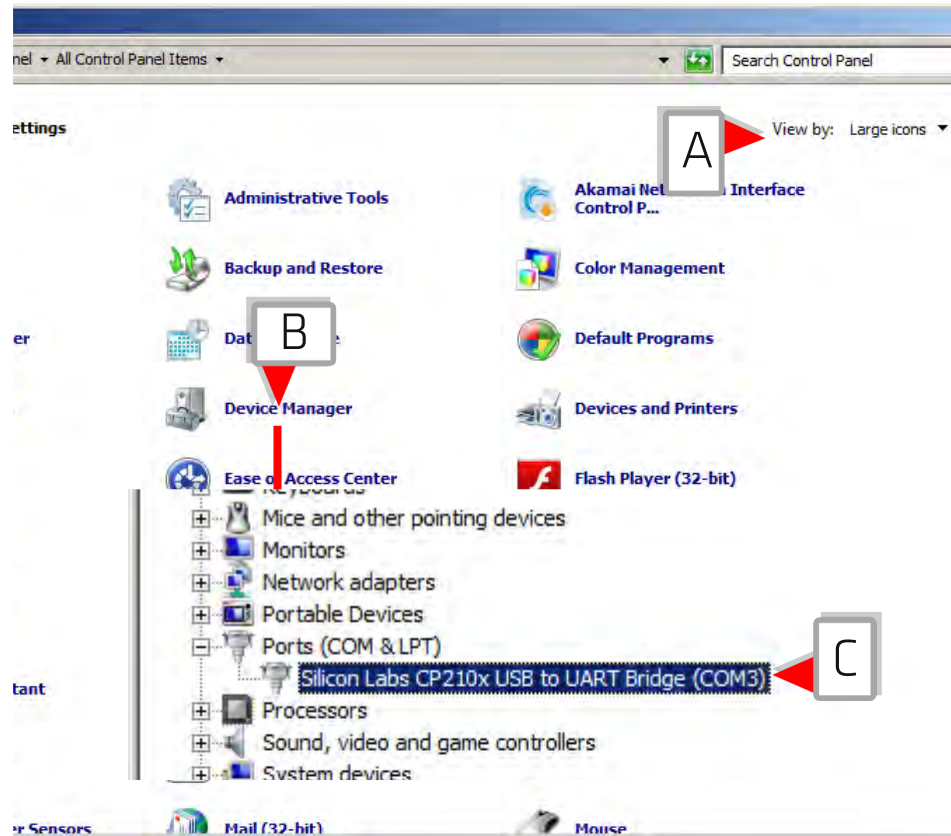 nel All Control Panel Items
Search Control Panel
ettings
A
View by: Large icons
Administrative Tools
Akamai Net Interface
Control P...
Backup and Restore
Color Management
B
er
Dat e
Default Programs
Device Manager
Devices and Printers
Ease of Access Center
Flash Player (32-bit)
Keyboards
Mice and other pointing devices
Monitors
Network adapters
Portable Devices
Ports (COM & LPT)
C
tant
Silicon Labs CP210x USB to UART Bridge (COM3)
Processors
Sound, video and game controllers
System devices
er Sensors
Mail (32-bit)
Mouse